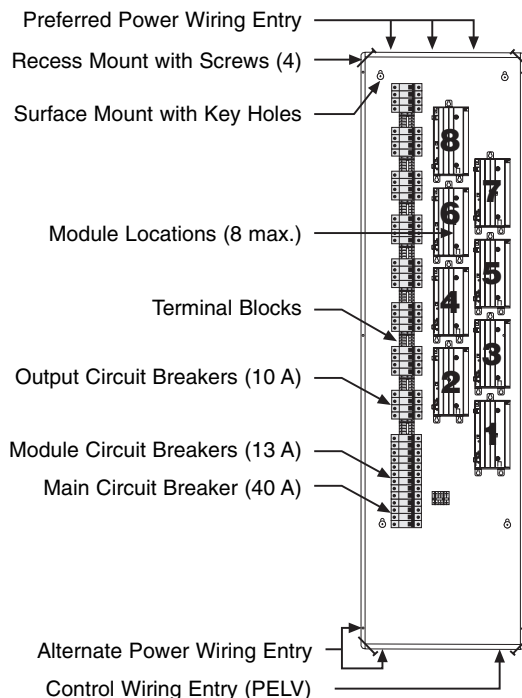 Preferred Power Wiring Entry
Recess Mount with Screws (4)
Surface Mount with Key Holes
Module Locations (8 max.)
Terminal Blocks
Output Circuit Breakers (10 A)
Module Circuit Breakers (13 A)
Main Circuit Breaker (40 A)
Alternate Power Wiring Entry
Control Wiring Entry (PELV)
8
7
6
5
4
3
2
1